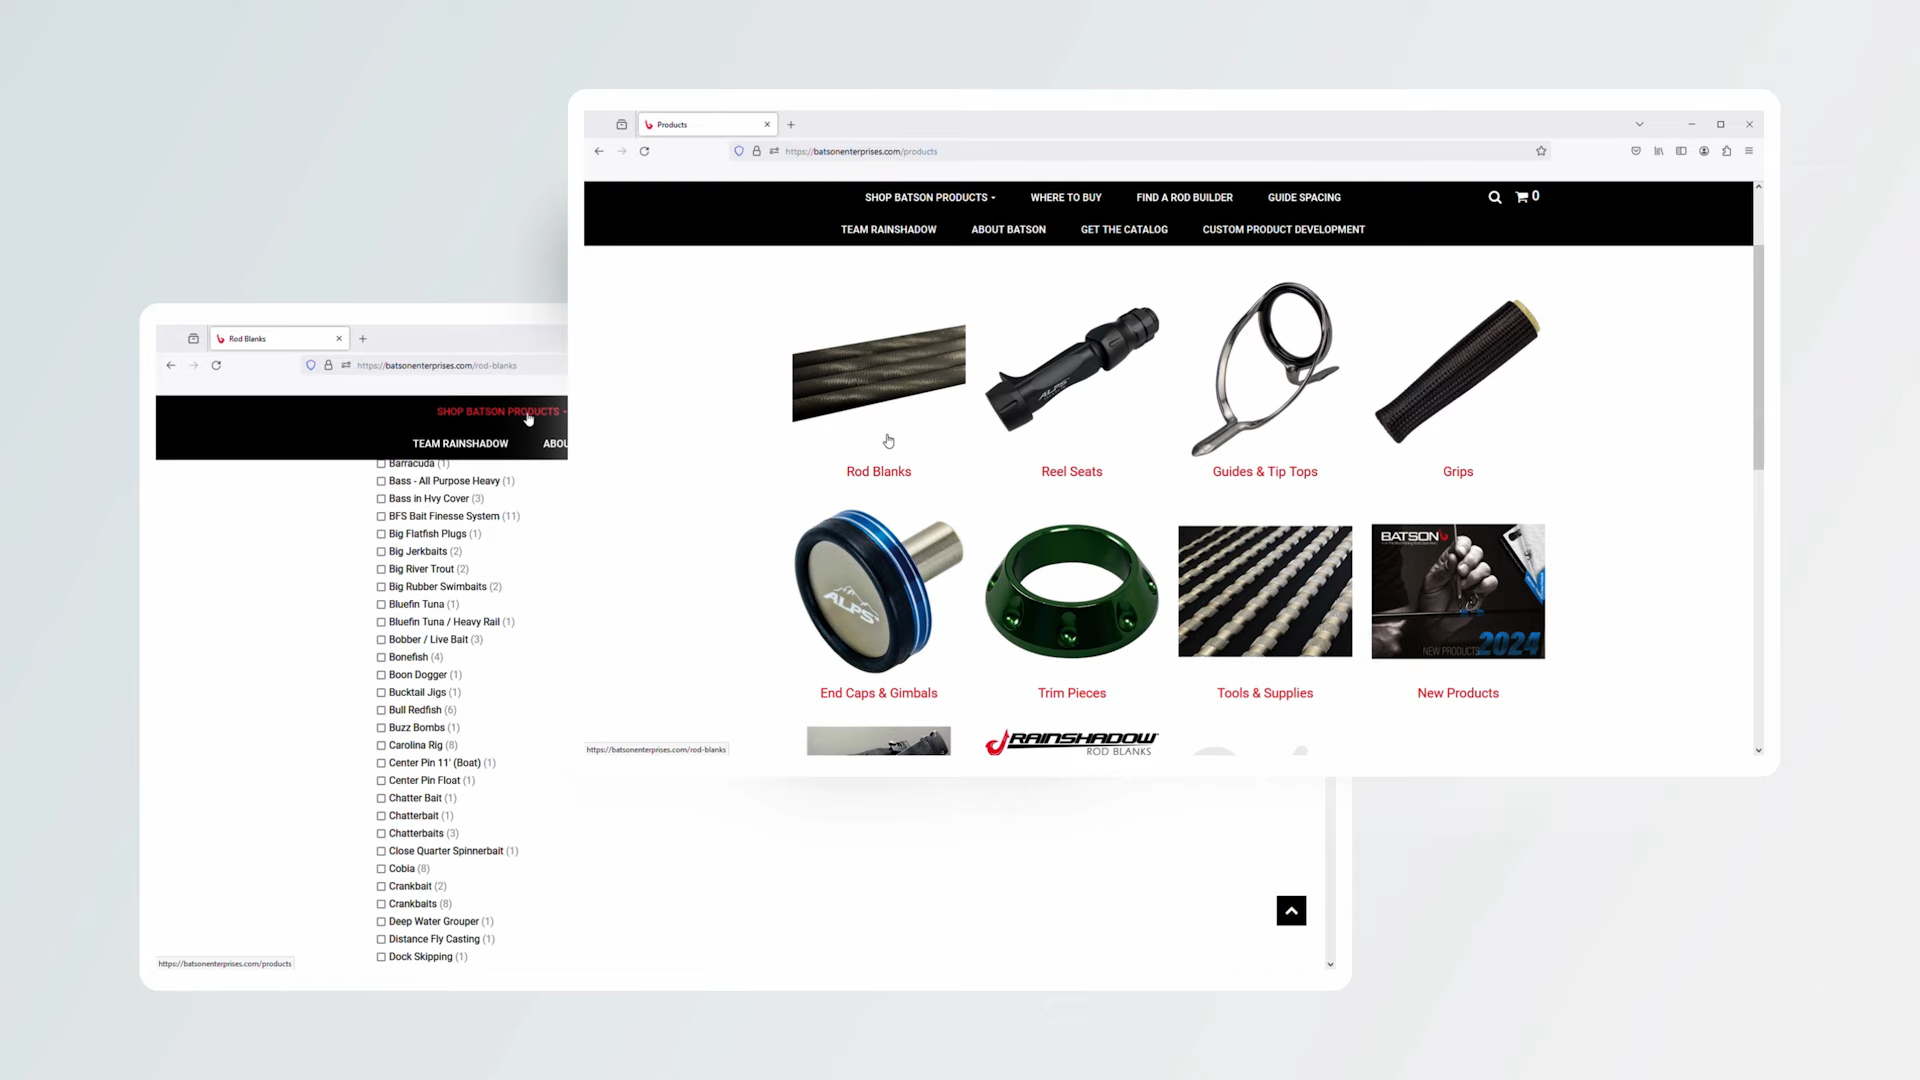 Products
https://batsonenterprises.com/products
SHOP BATSON PRODUCTS
WHERE TO BUY
FIND A ROD BUILDER
GUIDE SPACING
0
TEAM RAINSHADOW
ABOUT BATSON
GET THE CATALOG
CUSTOM PRODUCT DEVELOPMENT
ALPS
Rod Blanks
Reel Seats
Guides & Tip Tops
Grips
ALPS
BATSON
NEW PRODUCTS 2024
End Caps & Gimbals
Trim Pieces
Tools & Supplies
New Products
RAINSHADOW
ROD BLANKS
https://batsonenterprises.com/rod-blanks
Rod Blanks
https://batsonenterprises.com/rod-blanks
SHOP BATSON PRODUCTS
TEAM RAINSHADOW
ABOU
Barracuda (1)
Bass - All Purpose Heavy (1)
Bass in Hvy Cover (3)
BFS Bait Finesse System (11)
Big Flatfish Plugs (1)
Big Jerkbaits (2)
Big River Trout (2)
Big Rubber Swimbaits (2)
Bluefin Tuna (1)
Bluefin Tuna / Heavy Rail (1)
Bobber / Live Bait (3)
Bonefish (4)
Boon Dogger (1)
Bucktail Jigs (1)
Bull Redfish (6)
Buzz Bombs (1)
Carolina Rig (8)
Center Pin 11' (Boat) (1)
Center Pin Float (1)
Chatter Bait (1)
Chatterbait (1)
Chatterbaits (3)
Close Quarter Spinnerbait (1)
Cobia (8)
Crankbait (2)
Crankbaits (8)
Deep Water Grouper (1)
Distance Fly Casting (1)
Dock Skipping (1)
https://batsonenterprises.com/products